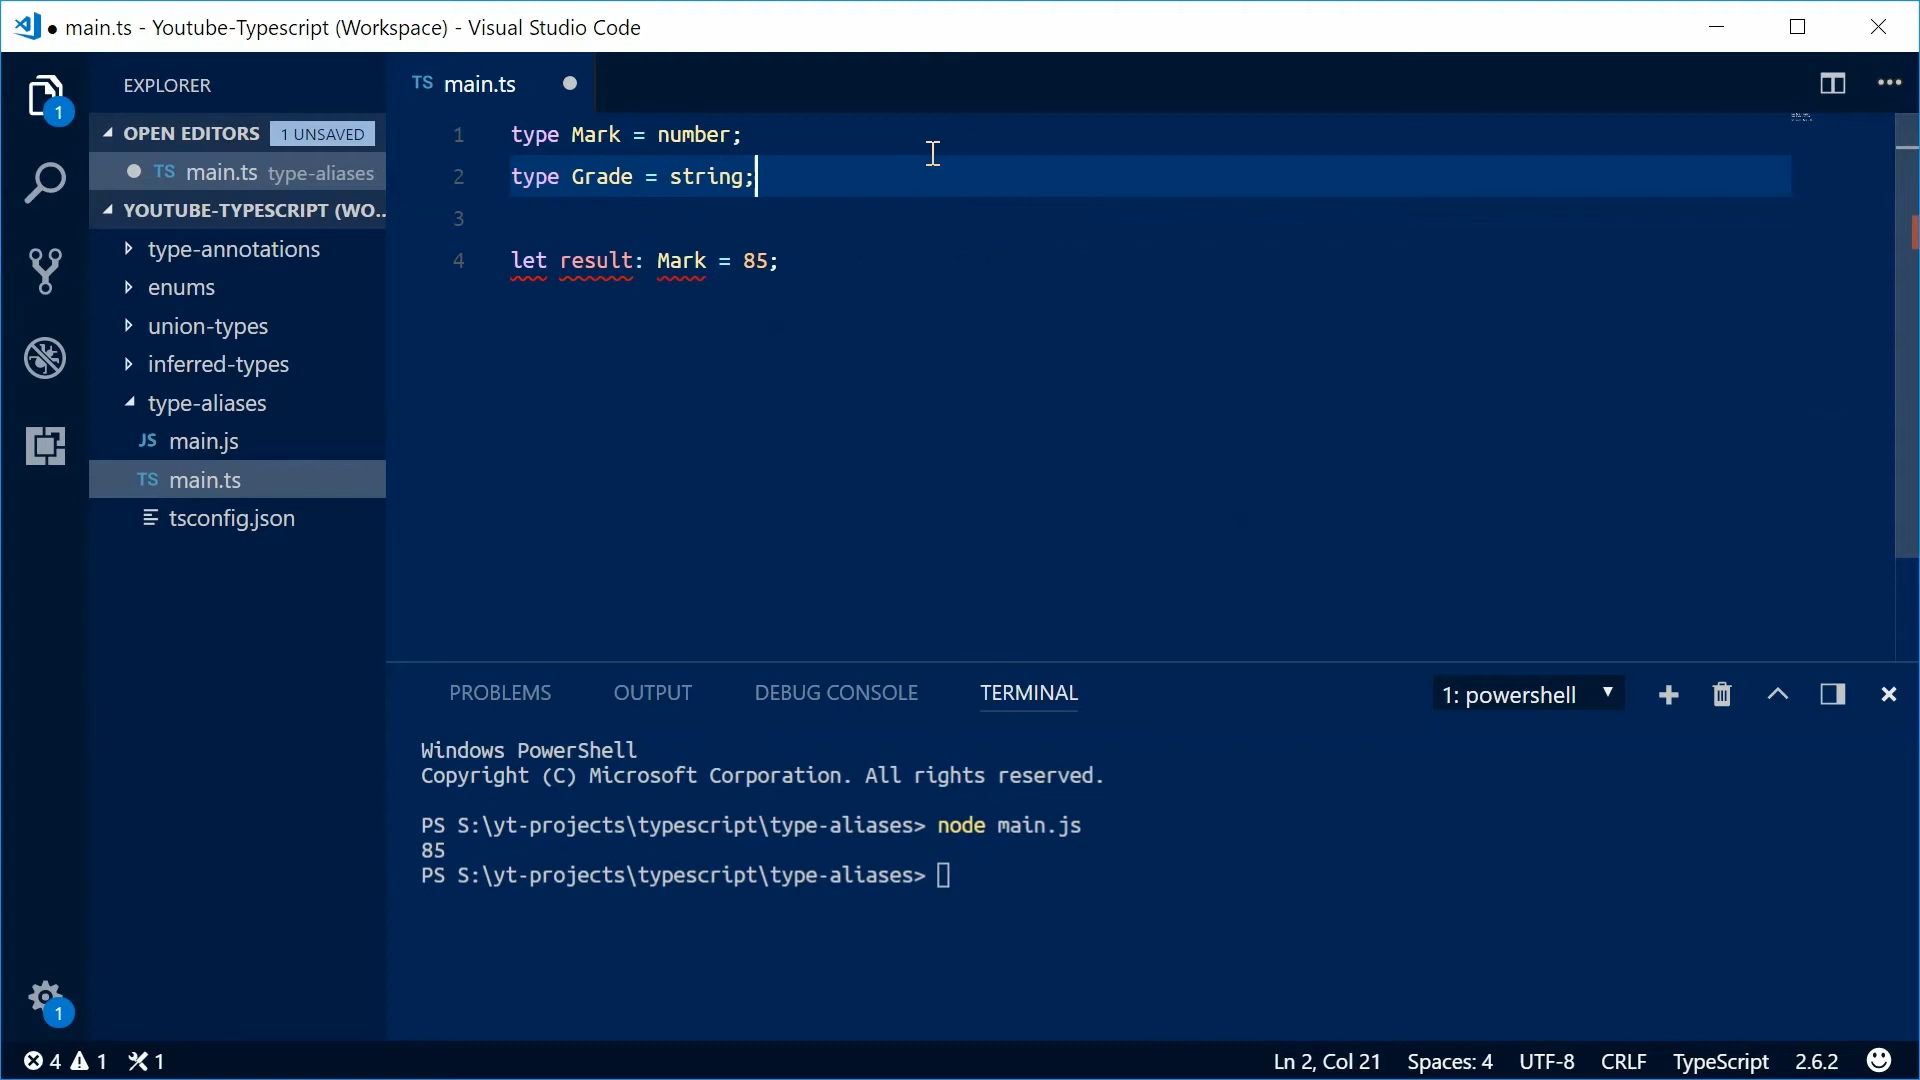 ● main.ts - Youtube-Typescript (Workspace) - Visual Studio Code
1
EXPLORER
OPEN EDITORS 1 UNSAVED
TS main.ts type-aliases
YOUTUBE-TYPESCRIPT (WO...
type-annotations
enums
union-types
inferred-types
type-aliases
JS main.js
TS main.ts
tsconfig.json
1
TS main.ts
1 type Mark = number;
2 type Grade = string;
3
4 let result: Mark = 85;
PROBLEMS OUTPUT DEBUG CONSOLE TERMINAL 1: powershell
Windows PowerShell
Copyright (C) Microsoft Corporation. All rights reserved.
PS S:\yt-projects\typescript\type-aliases> node main.js
85
PS S:\yt-projects\typescript\type-aliases>
4 1 1 Ln 2, Col 21 Spaces: 4 UTF-8 CRLF TypeScript 2.6.2